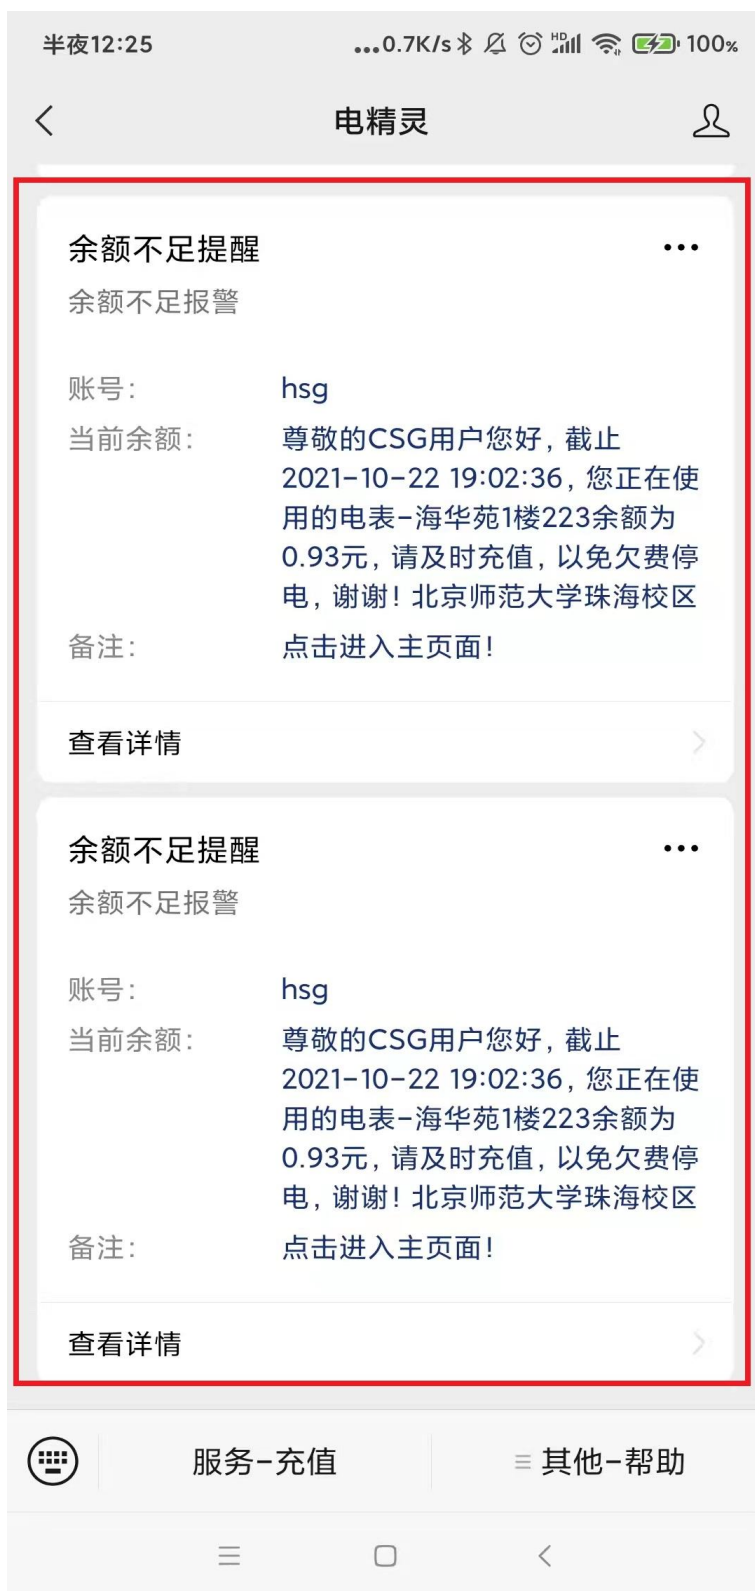 半夜12:25 ...0.7K/s HD 100%
电精灵
余额不足提醒
余额不足报警
账号: hsg
当前余额: 尊敬的CSG用户您好, 截止
2021-10-22 19:02:36, 您正在使
用的电表-海华苑1楼223余额为
0.93元, 请及时充值, 以免欠费停
电, 谢谢! 北京师范大学珠海校区
备注: 点击进入主页面!
查看详情
余额不足提醒
余额不足报警
账号: hsg
当前余额: 尊敬的CSG用户您好, 截止
2021-10-22 19:02:36, 您正在使
用的电表-海华苑1楼223余额为
0.93元, 请及时充值, 以免欠费停
电, 谢谢! 北京师范大学珠海校区
备注: 点击进入主页面!
查看详情
服务-充值 其他-帮助